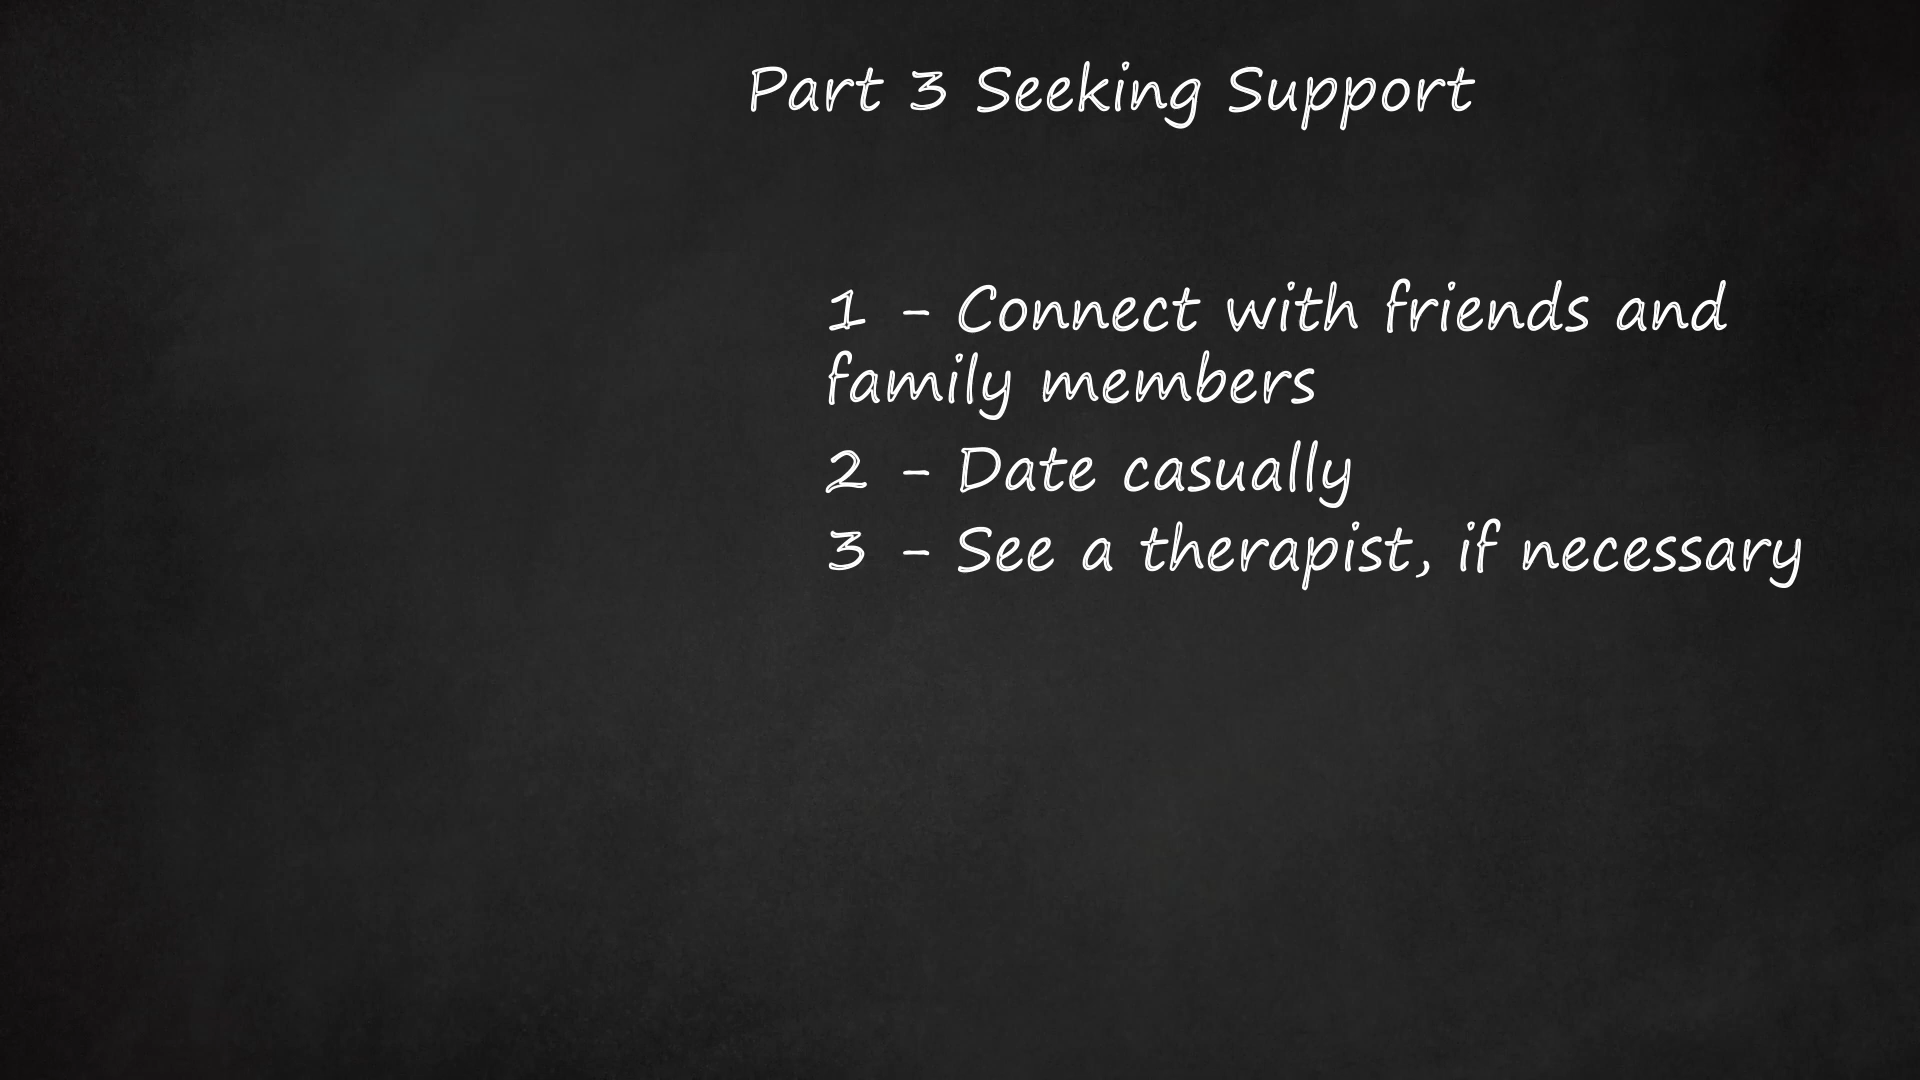 Part 3 Seeking Support
1 - Connect with friends and
family members
2 - Date casually
3 - See a therapist, if necessary